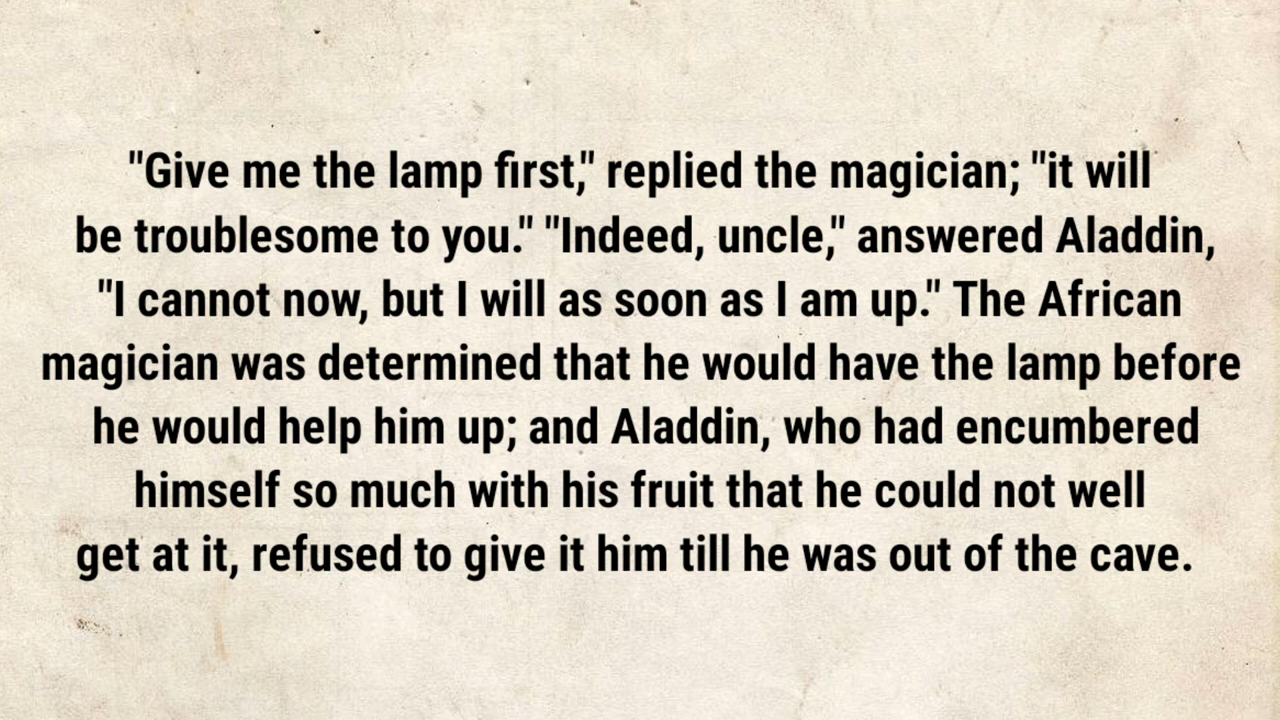 "Give me the lamp first," replied the magician; "it will
be troublesome to you." "Indeed, uncle," answered Aladdin,
"I cannot now, but I will as soon as I am up." The African
magician was determined that he would have the lamp before
he would help him up; and Aladdin, who had encumbered
himself so much with his fruit that he could not well
get at it, refused to give it him till he was out of the cave.